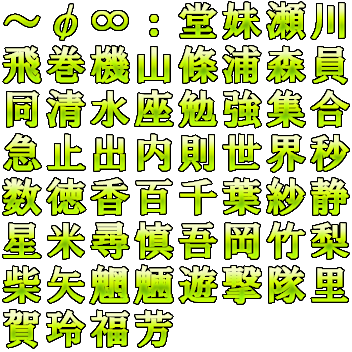 ～φ∞：堂妹瀬川
飛巻機山條浦森員
同清水座勉強集合
急止出内則世界秒
数徳香百千葉紗静
星米尋慎吾岡竹梨
柴矢魍魎遊撃隊里
賀玲福芳